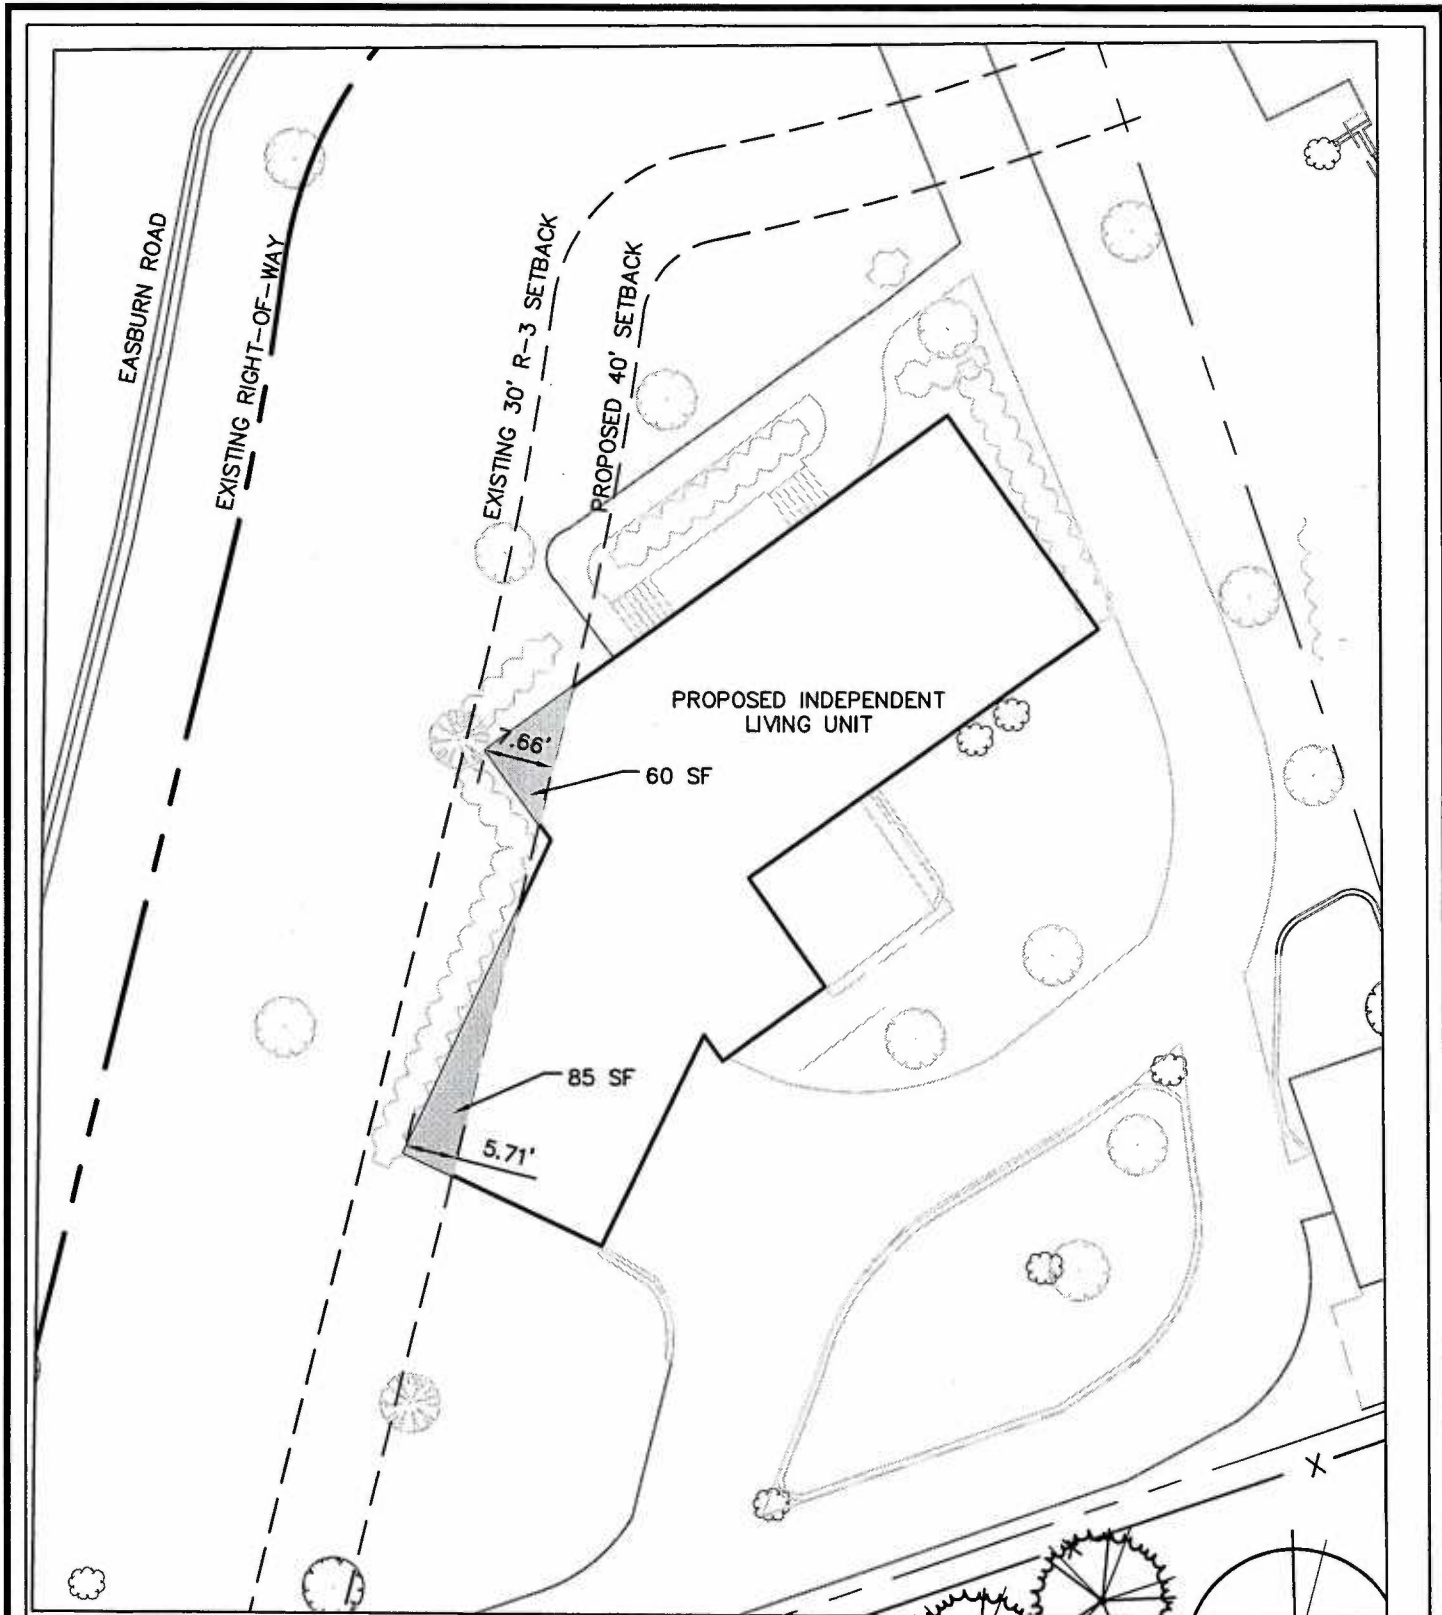 EASBURN ROAD
EXISTING RIGHT-OF-WAY
EXISTING 30' R-3 SETBACK
PROPOSED 40' SETBACK
PROPOSED INDEPENDENT
LIVING UNIT
7.66'
60 SF
85 SF
5.71'
X